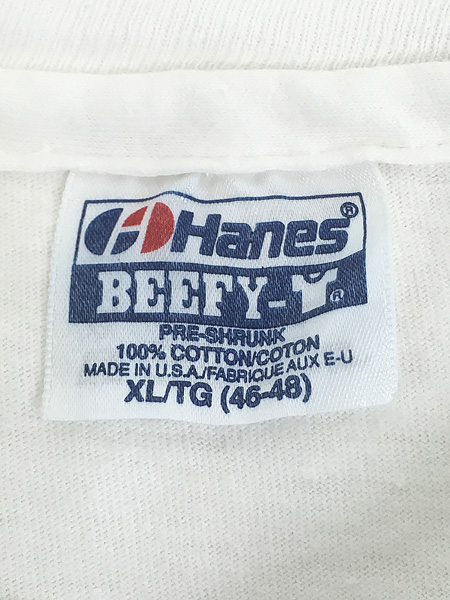 Hanes®
BEEFY-T®
PRE-SHRUNK
100% COTTON/COTON
MADE IN U.S.A./FABRIQUE AUX E-U
XL/TG (46-48)